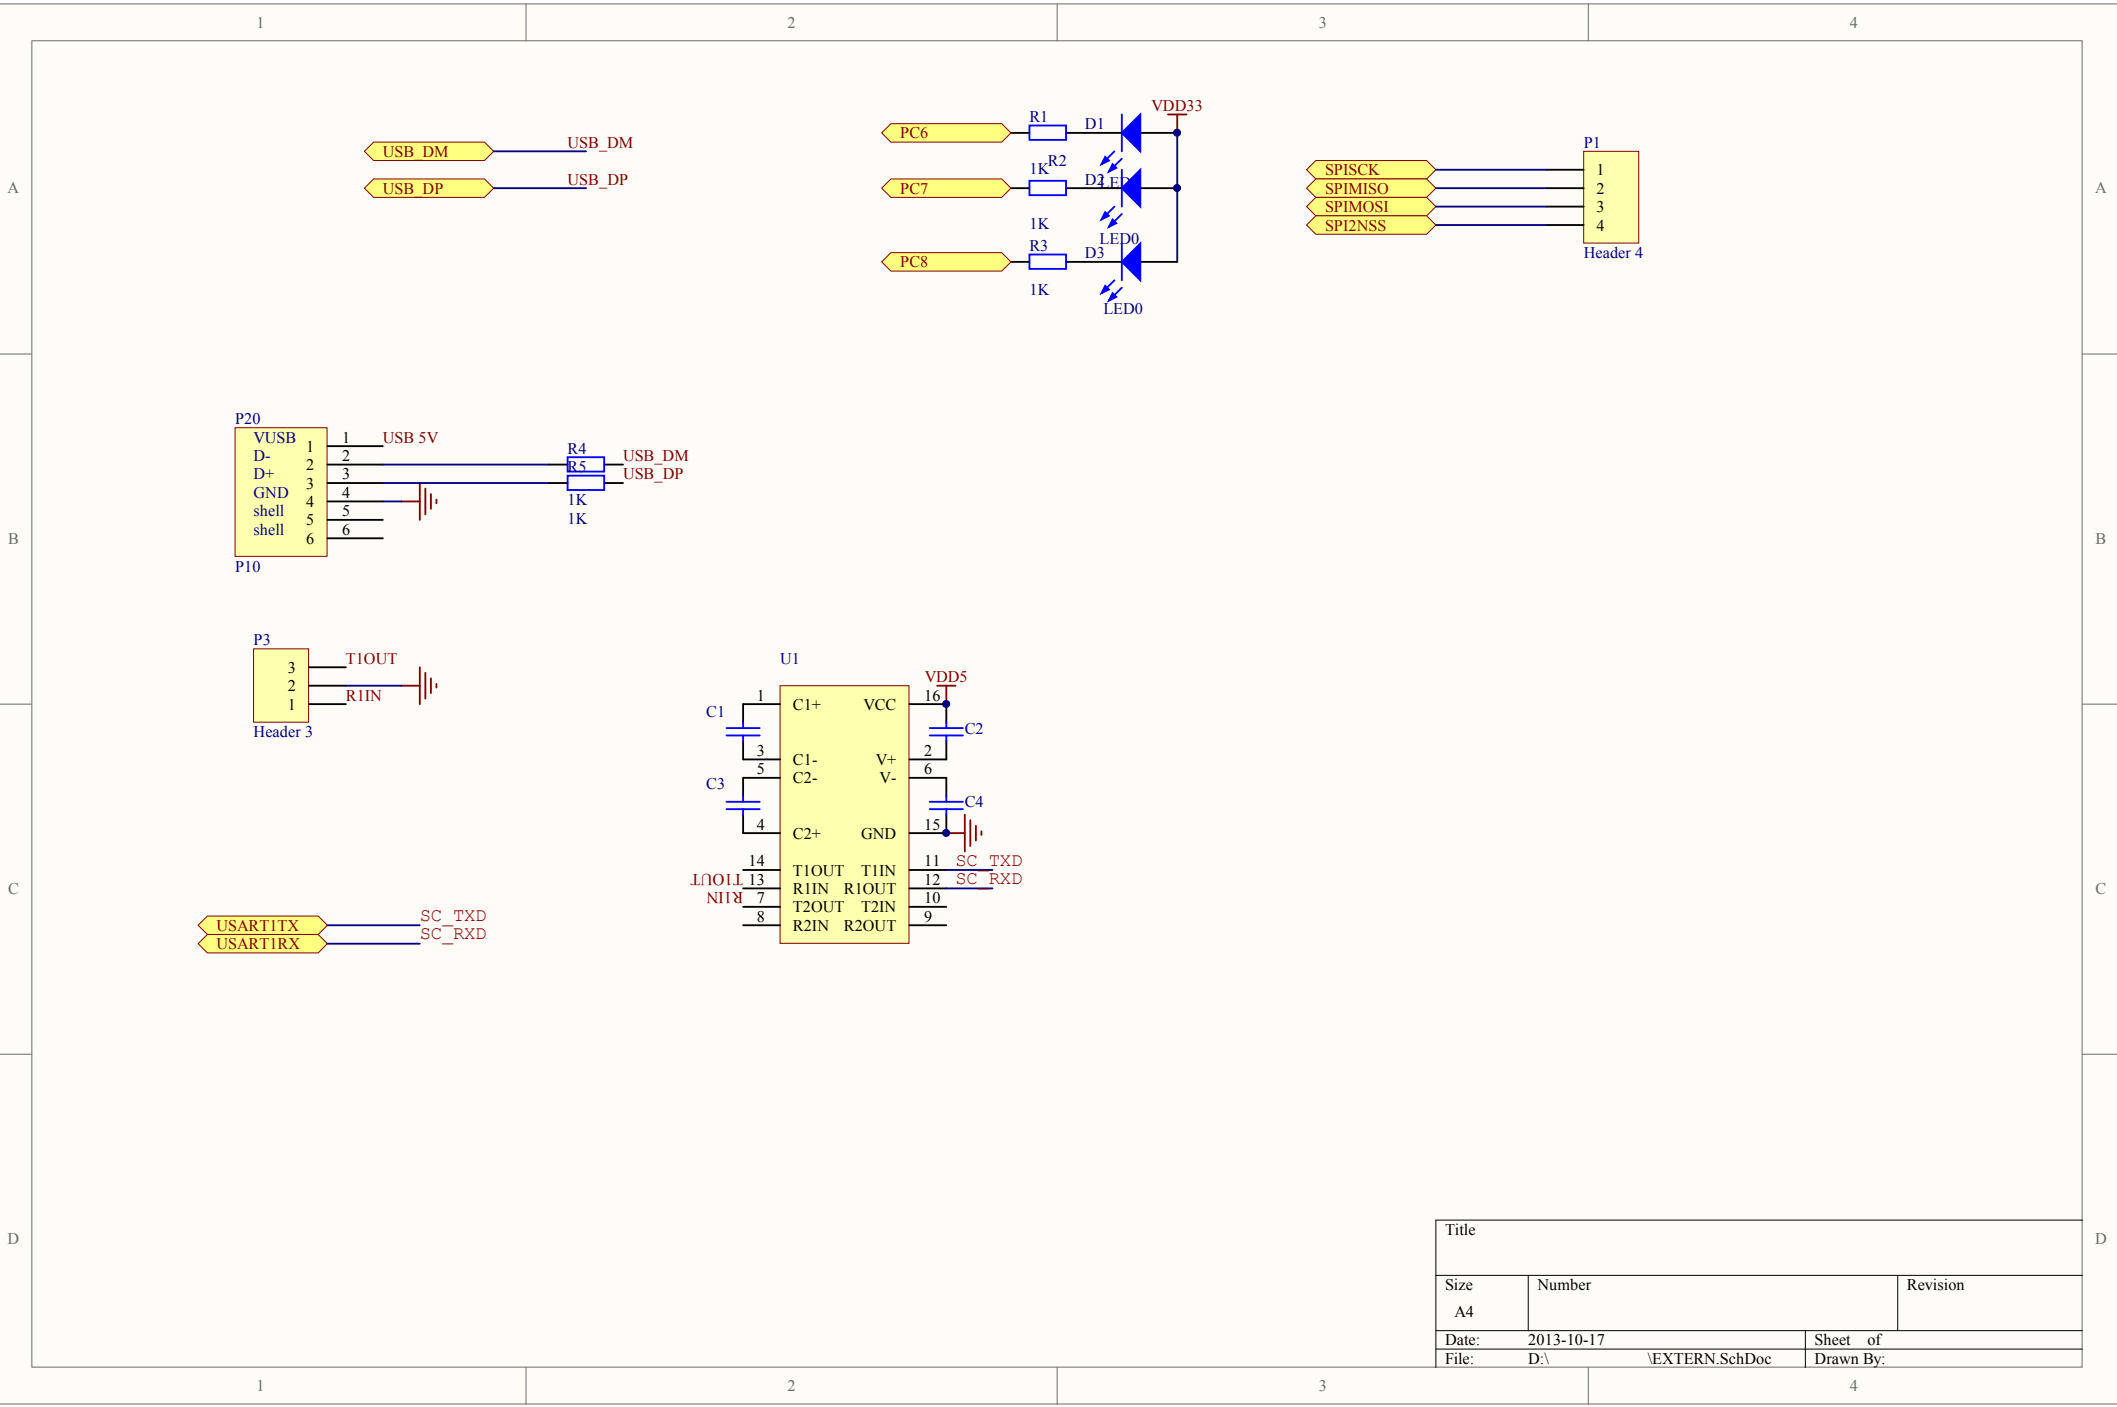 1 2 3 4
A A
B B
C C
D D
USB_DM USB_DM
USB_DP USB_DP
VDD33
PC6 R1 D1
1K
PC7 R2 D2
1K LED0
PC8 R3 D3
1K LED0
P1
SPISCK 1
SPIMISO 2
SPIMOSI 3
SPI2NSS 4
Header 4
P20
VUSB 1 1 USB 5V
D- 2 2 R4 USB_DM
D+ 3 3 R5 USB_DP
GND 4 4 1K
shell 5 5 1K
shell 6 6
P10
P3
3 T1OUT
2
1 R1IN
Header 3
U1
VDD5
C1 1 C1+ VCC 16 C2
3 C1- V+ 2
5 C2- V- 6
C3 C4
4 C2+ GND 15
14 T1OUT T1IN 11 SC_TXD
T1OUT 13 R1IN R1OUT 12 SC_RXD
R1IN 7 T2OUT T2IN 10
8 R2IN R2OUT 9
USART1TX SC_TXD
USART1RX SC_RXD
Title
Size Number Revision
A4
Date: 2013-10-17 Sheet of
File: D:\ \EXTERN.SchDoc Drawn By:
1 2 3 4